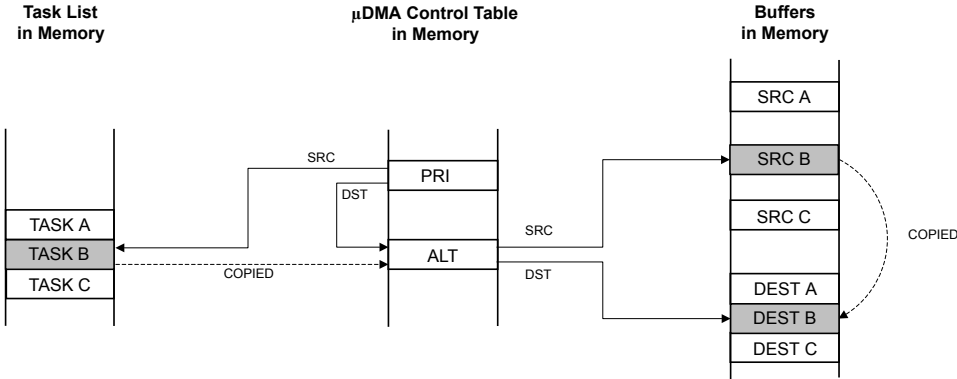 Task List
in Memory
µDMA Control Table
in Memory
Buffers
in Memory
SRC A
SRC
SRC B
PRI
DST
TASK A
SRC C
SRC
COPIED
TASK B
ALT
COPIED
DST
TASK C
DEST A
DEST B
DEST C